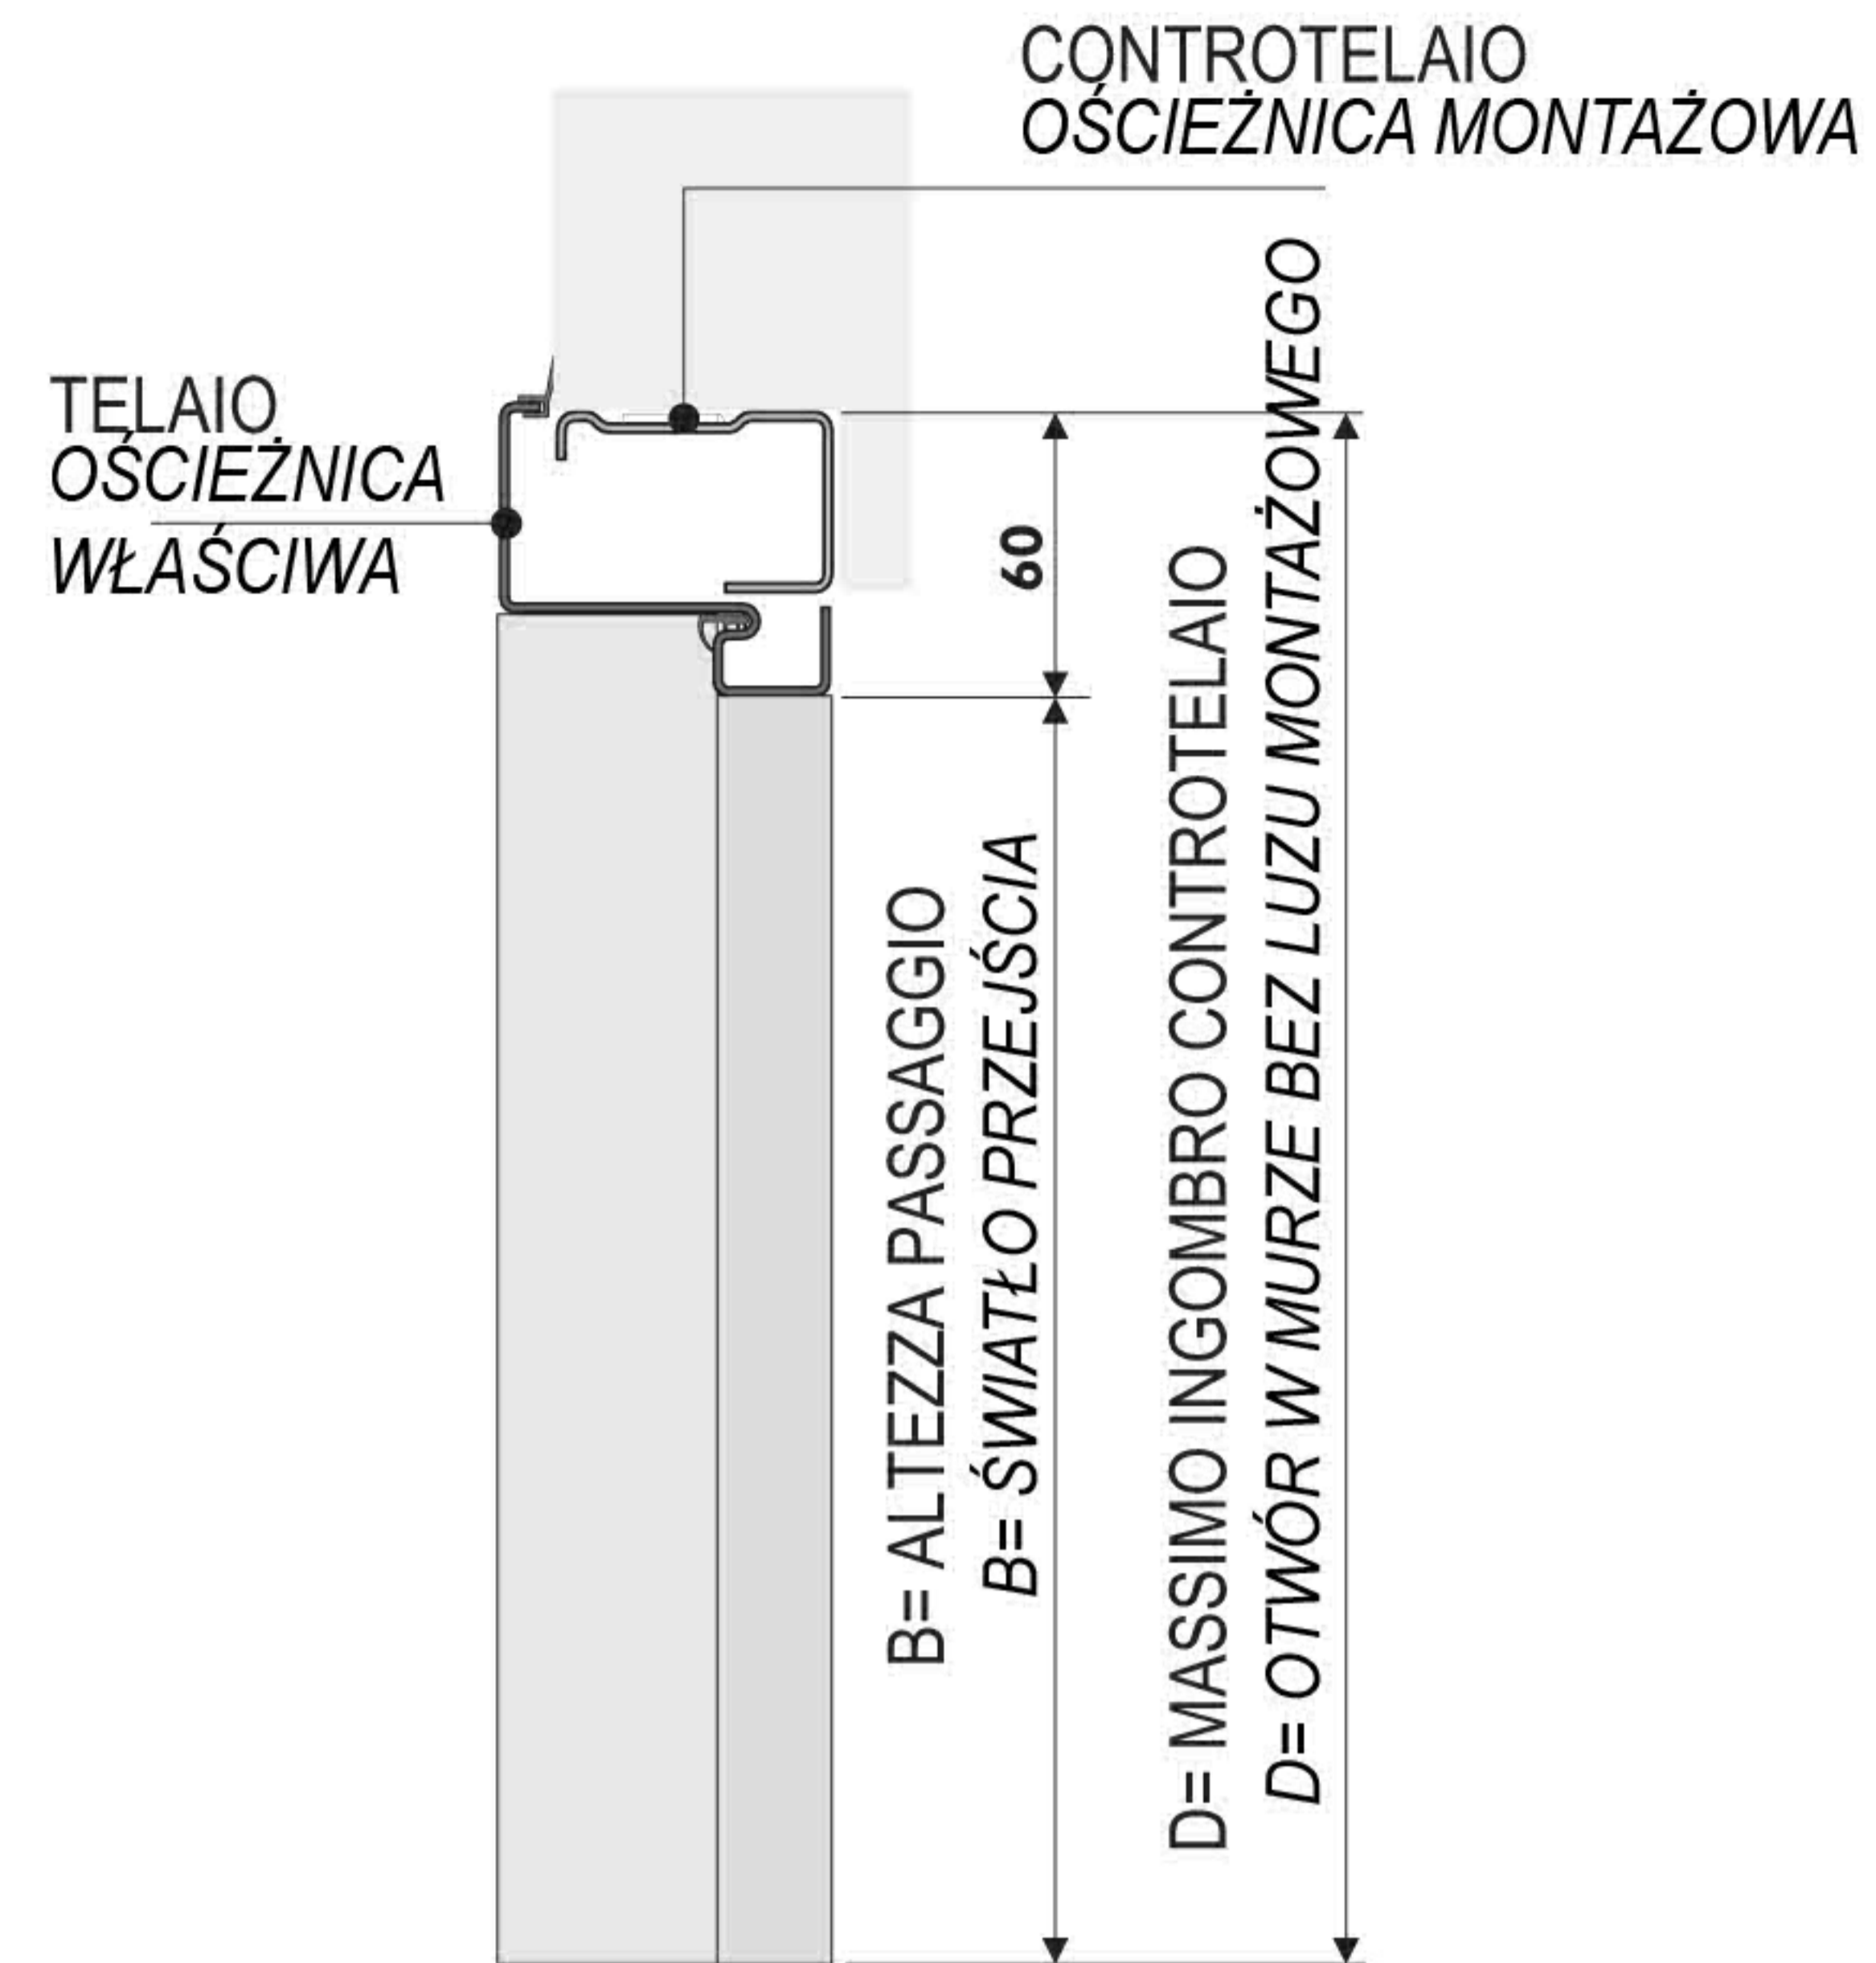 CONTROTELAIO
OŚCIEŻNICA MONTAŻOWA
TELAIO
OŚCIEŻNICA
WŁAŚCIWA
60
B= ALTEZZA PASSAGGIO
B= ŚWIATŁO PRZEJŚCIA
D= MASSIMO INGOMBRO CONTROTELAIO
D= OTWÓR W MURZE BEZ LUZU MONTAŻOWEGO